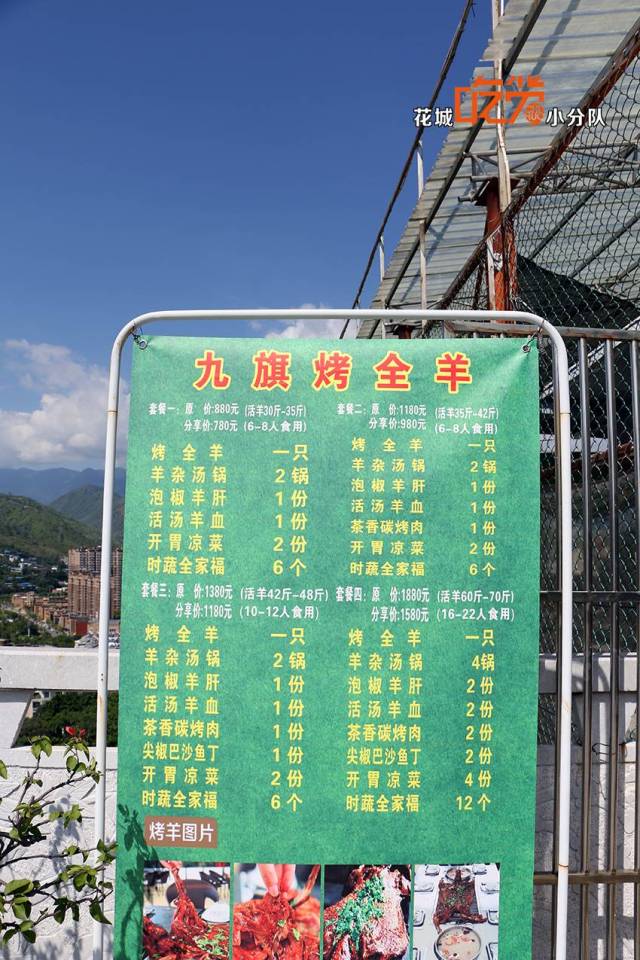 花城吃货小分队
九旗烤全羊
套餐一：原 价:880元 (活羊30斤-35斤)
分享价:780元 (6-8人食用)
烤全羊 一只
羊杂汤锅 2锅
泡椒羊肝 1份
活汤羊血 1份
开胃凉菜 2份
时蔬全家福 6个
套餐二：原 价:1180元 (活羊35斤-42斤)
分享价:980元 (6-8人食用)
烤全羊 一只
羊杂汤锅 2锅
泡椒羊肝 1份
活汤羊血 1份
茶香碳烤肉 1份
开胃凉菜 2份
时蔬全家福 6个
套餐三：原 价:1380元 (活羊42斤-48斤)
分享价:1180元 (10-12人食用)
烤全羊 一只
羊杂汤锅 2锅
泡椒羊肝 1份
活汤羊血 1份
茶香碳烤肉 1份
尖椒巴沙鱼丁 1份
开胃凉菜 2份
时蔬全家福 6个
套餐四：原 价:1880元 (活羊60斤-70斤)
分享价:1580元 (16-22人食用)
烤全羊 一只
羊杂汤锅 4锅
泡椒羊肝 2份
活汤羊血 2份
茶香碳烤肉 2份
尖椒巴沙鱼丁 2份
开胃凉菜 4份
时蔬全家福 12个
烤羊图片